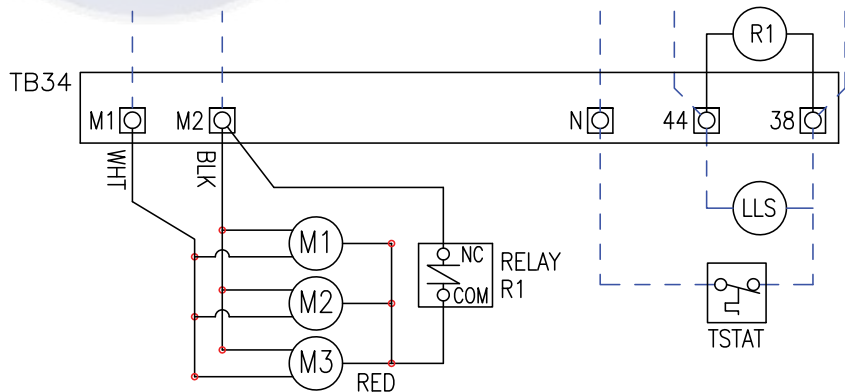 R1
TB34
M1
M2
N
44
38
WHT
BLK
LLS
M1
NC
RELAY
R1
COM
M2
TSTAT
M3
RED